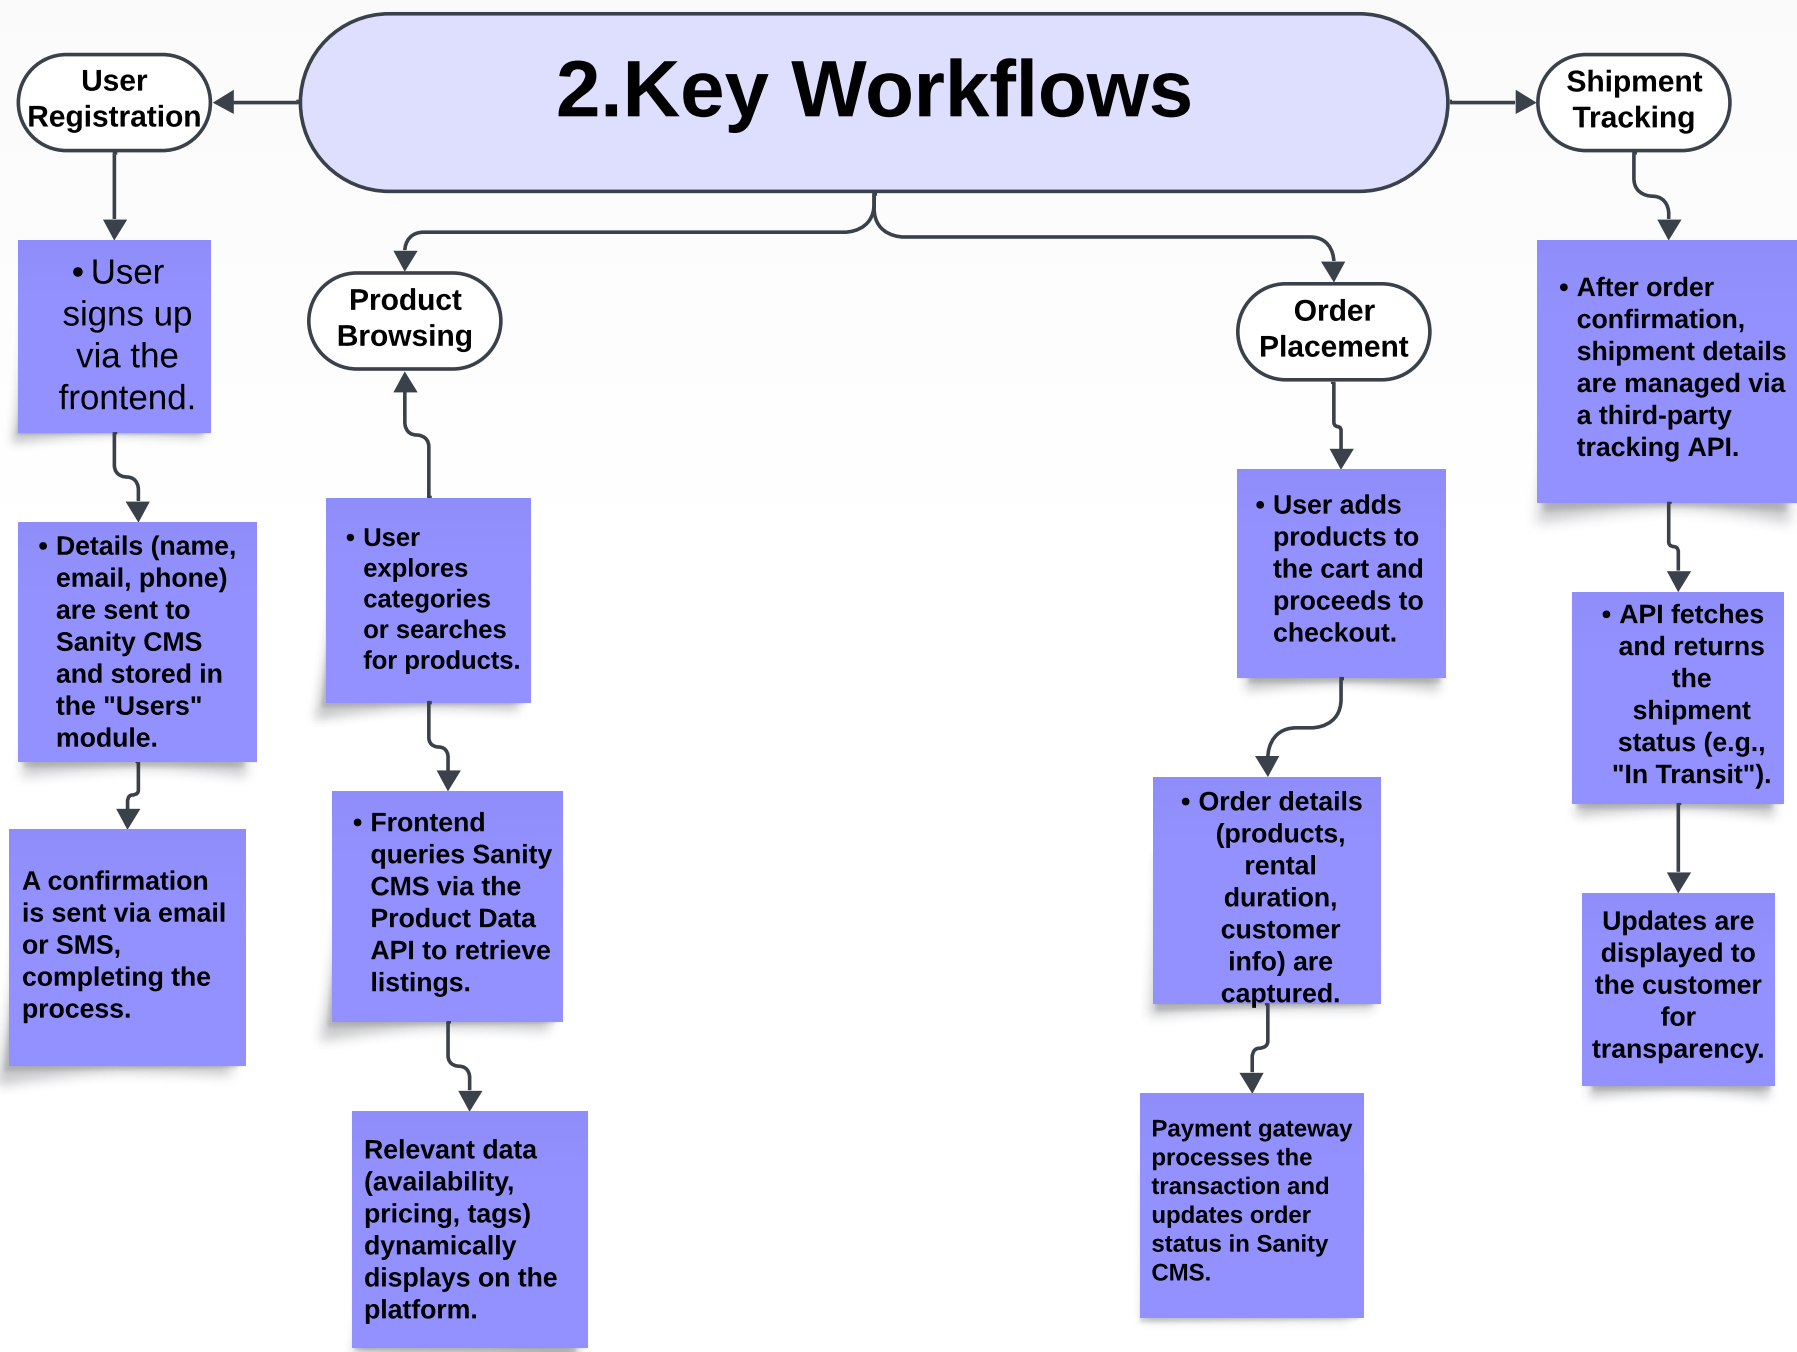 2.Key Workflows
User
Registration
• User
signs up
via the
frontend.
• Details (name,
email, phone)
are sent to
Sanity CMS
and stored in
the "Users"
module.
A confirmation
is sent via email
or SMS,
completing the
process.
Product
Browsing
• User
explores
categories
or searches
for products.
• Frontend
queries Sanity
CMS via the
Product Data
API to retrieve
listings.
Relevant data
(availability,
pricing, tags)
dynamically
displays on the
platform.
Order
Placement
• User adds
products to
the cart and
proceeds to
checkout.
• Order details
(products,
rental
duration,
customer
info) are
captured.
Payment gateway
processes the
transaction and
updates order
status in Sanity
CMS.
Shipment
Tracking
• After order
confirmation,
shipment details
are managed via
a third-party
tracking API.
• API fetches
and returns
the
shipment
status (e.g.,
"In Transit").
Updates are
displayed to
the customer
for
transparency.